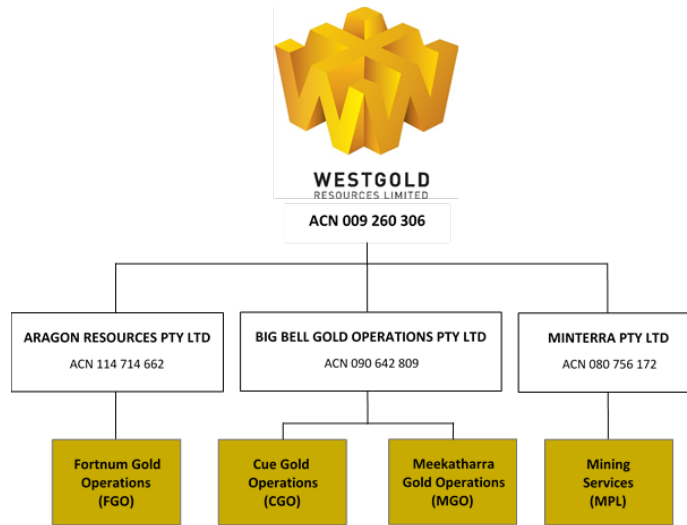 WESTGOLD
RESOURCES LIMITED
ACN 009 260 306
ARAGON RESOURCES PTY LTD
ACN 114 714 662
BIG BELL GOLD OPERATIONS PTY LTD
ACN 090 642 809
MINTERRA PTY LTD
ACN 080 756 172
Fortnum Gold
Operations
(FGO)
Cue Gold
Operations
(CGO)
Meekatharra
Gold Operations
(MGO)
Mining
Services
(MPL)